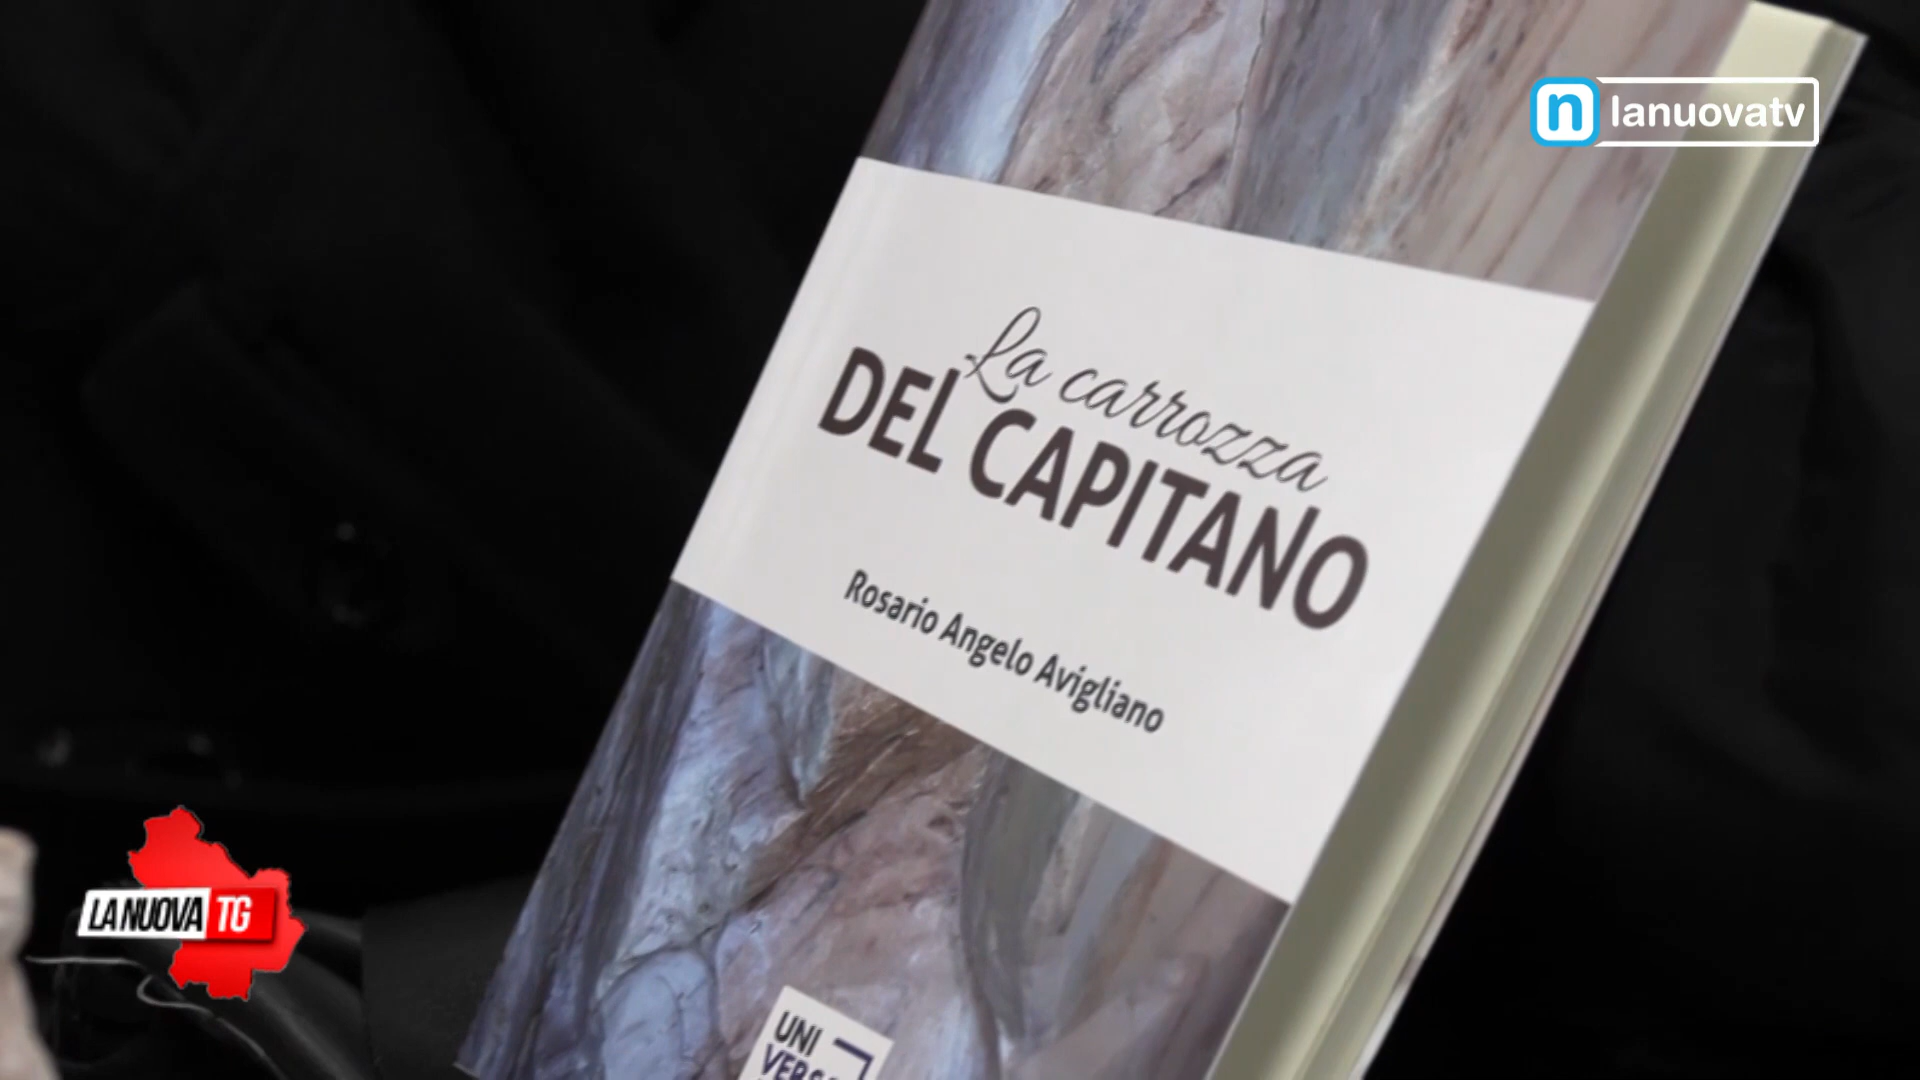 n lanuovatv
La carrozza
DEL CAPITANO
Rosario Angelo Avigliano
LA NUOVA TG
UNI